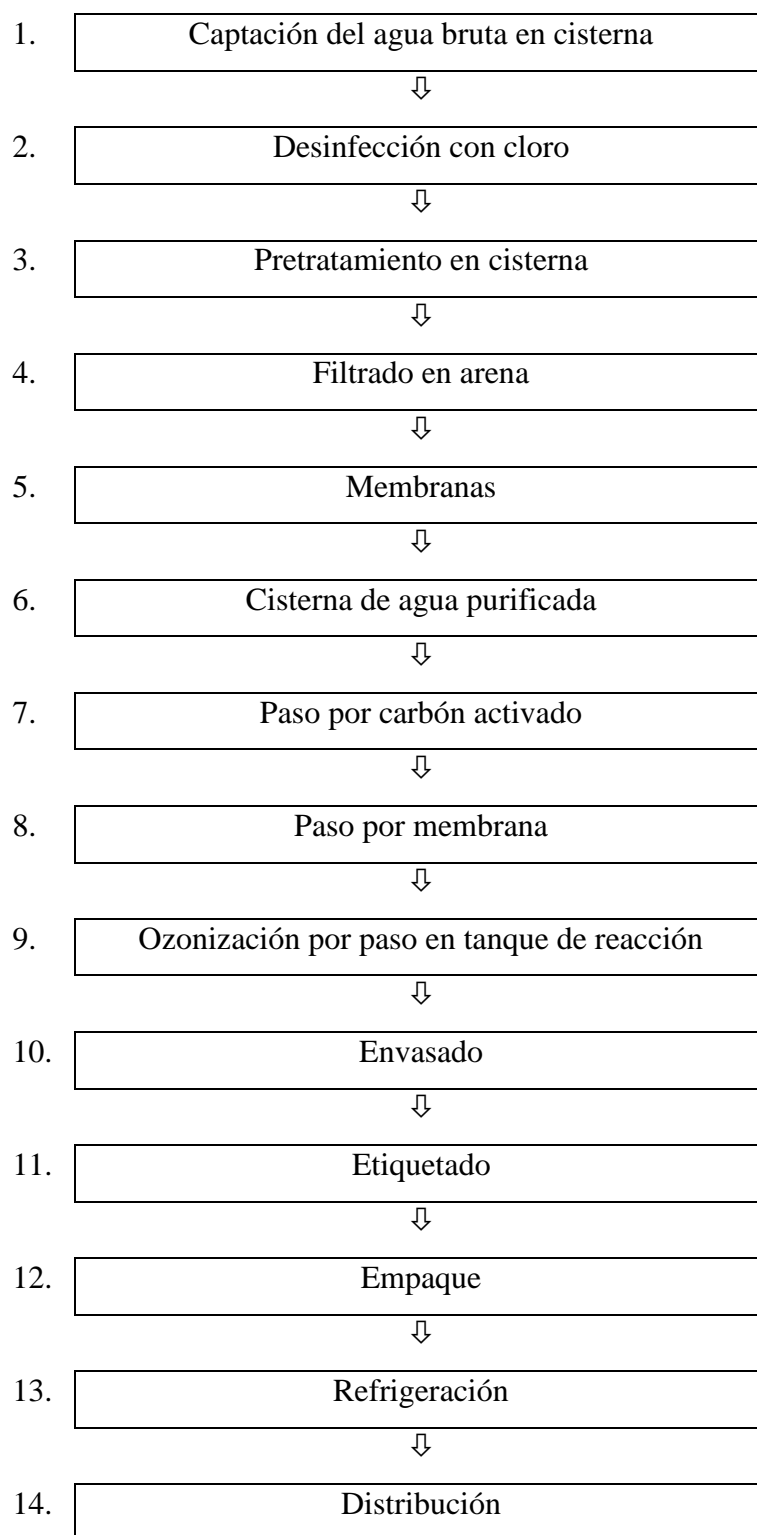 1. Captación del agua bruta en cisterna
⇩
2. Desinfección con cloro
⇩
3. Pretratamiento en cisterna
⇩
4. Filtrado en arena
⇩
5. Membranas
⇩
6. Cisterna de agua purificada
⇩
7. Paso por carbón activado
⇩
8. Paso por membrana
⇩
9. Ozonización por paso en tanque de reacción
⇩
10. Envasado
⇩
11. Etiquetado
⇩
12. Empaque
⇩
13. Refrigeración
⇩
14. Distribución